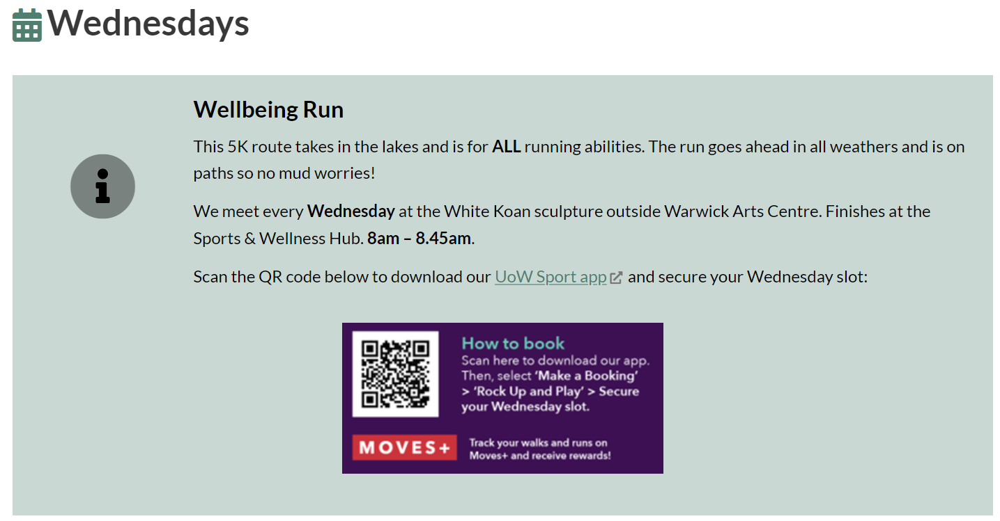 Wednesdays
Wellbeing Run
This 5K route takes in the lakes and is for ALL running abilities. The run goes ahead in all weathers and is on
paths so no mud worries!
We meet every Wednesday at the White Koan sculpture outside Warwick Arts Centre. Finishes at the
Sports & Wellness Hub. 8am – 8.45am.
Scan the QR code below to download our UoW Sport app and secure your Wednesday slot:
How to book
Scan here to download our app.
Then, select ‘Make a Booking’
> ‘Rock Up and Play’ > Secure
your Wednesday slot.
MOVES+
Track your walks and runs on
Moves+ and receive rewards!